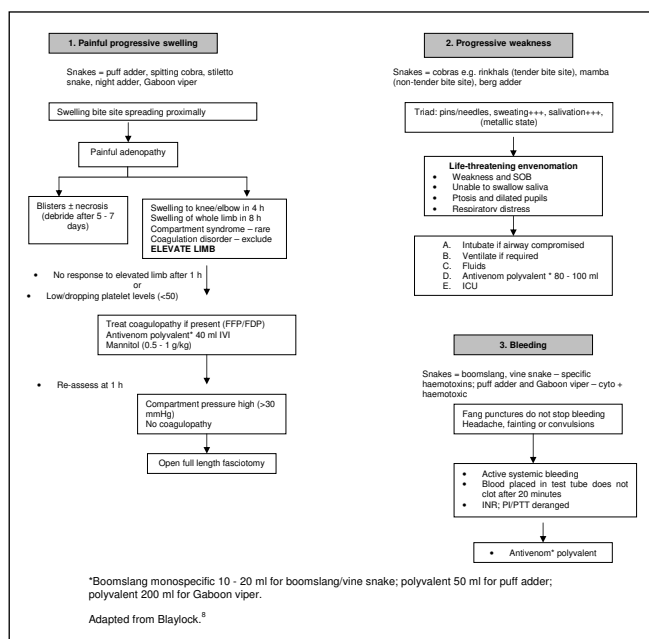 1. Painful progressive swelling
Snakes = puff adder, spitting cobra, stiletto
snake, night adder, Gaboon viper
Swelling bite site spreading proximally
Painful adenopathy
Blisters ± necrosis
(debride after 5 - 7
days)
Swelling to knee/elbow in 4 h
Swelling of whole limb in 8 h
Compartment syndrome – rare
Coagulation disorder – exclude
ELEVATE LIMB
• No response to elevated limb after 1 h
or
• Low/dropping platelet levels (<50)
Treat coagulopathy if present (FFP/FDP)
Antivenom polyvalent* 40 ml IVI
Mannitol (0.5 - 1 g/kg)
• Re-assess at 1 h
Compartment pressure high (>30
mmHg)
No coagulopathy
Open full length fasciotomy
2. Progressive weakness
Snakes = cobras e.g. rinkhals (tender bite site), mamba
(non-tender bite site), berg adder
Triad: pins/needles, sweating+++, salivation+++,
(metallic state)
Life-threatening envenomation
• Weakness and SOB
• Unable to swallow saliva
• Ptosis and dilated pupils
• Respiratory distress
A. Intubate if airway compromised
B. Ventilate if required
C. Fluids
D. Antivenom polyvalent * 80 - 100 ml
E. ICU
3. Bleeding
Snakes = boomslang, vine snake – specific
haemotoxins; puff adder and Gaboon viper – cyto +
haemotoxic
Fang punctures do not stop bleeding
Headache, fainting or convulsions
• Active systemic bleeding
• Blood placed in test tube does not
clot after 20 minutes
• INR; PI/PTT deranged
• Antivenom* polyvalent
*Boomslang monospecific 10 - 20 ml for boomslang/vine snake; polyvalent 50 ml for puff adder;
polyvalent 200 ml for Gaboon viper.
Adapted from Blaylock.8